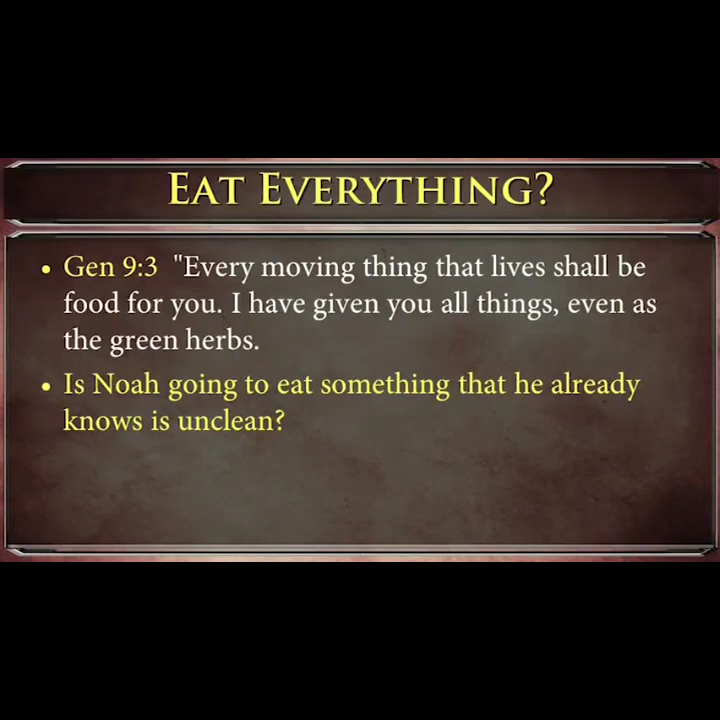 EAT EVERYTHING?
• Gen 9:3 "Every moving thing that lives shall be
food for you. I have given you all things, even as
the green herbs.
• Is Noah going to eat something that he already
knows is unclean?